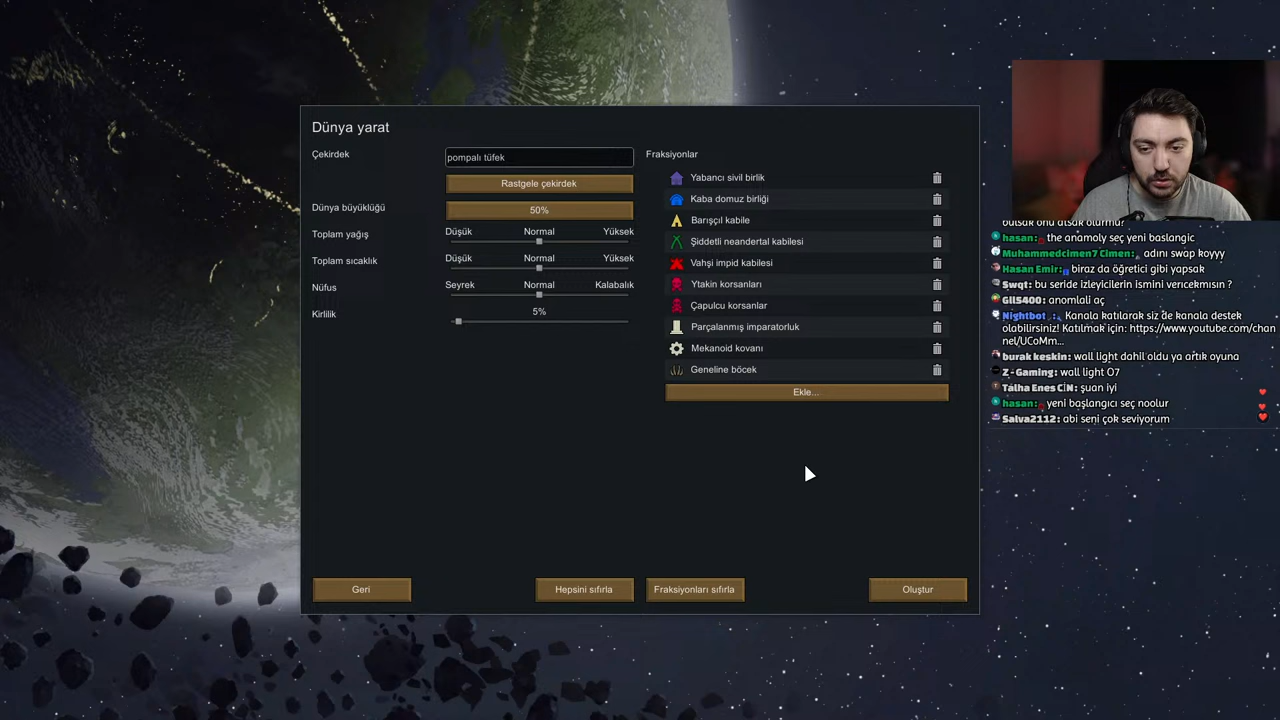 Dünya yarat
Çekirdek
pompalı tüfek
Rastgele çekirdek
Dünya büyüklüğü
50%
Toplam yağış
Düşük Normal Yüksek
Toplam sıcaklık
Düşük Normal Yüksek
Nüfus
Seyrek Normal Kalabalık
Kirlilik
5%
Fraksiyonlar
Yabancı sivil birlik
Kaba domuz birliği
Barışçıl kabile
Şiddetli neandertal kabilesi
Vahşi impid kabilesi
Ytakin korsanları
Çapulcu korsanlar
Parçalanmış imparatorluk
Mekanoid kovanı
Geneline böcek
Ekle...
Geri
Hepsini sıfırla
Fraksiyonları sıfırla
Oluştur
hasan: the anamoly seç yeni baslangic
Muhammedcimen7 Cimen: adını swap koyyy
Hasan Emir: biraz da öğretici gibi yapsak
Swqt: bu seride izleyicilerin ismini verıcekmısın ?
GilS400: anomlali aç
Nightbot: Kanala katılarak siz de kanala destek
olabilirsiniz! Katılmak için: https://www.youtube.com/chan
nel/UCoMm...
burak keskin: wall light dahil oldu ya artık oyuna
Z - Gaming: wall light O7
Talha Enes CİN: şuan iyi
hasan: yeni başlangıcı seç noolur
Salva2112: abi seni çok seviyorum